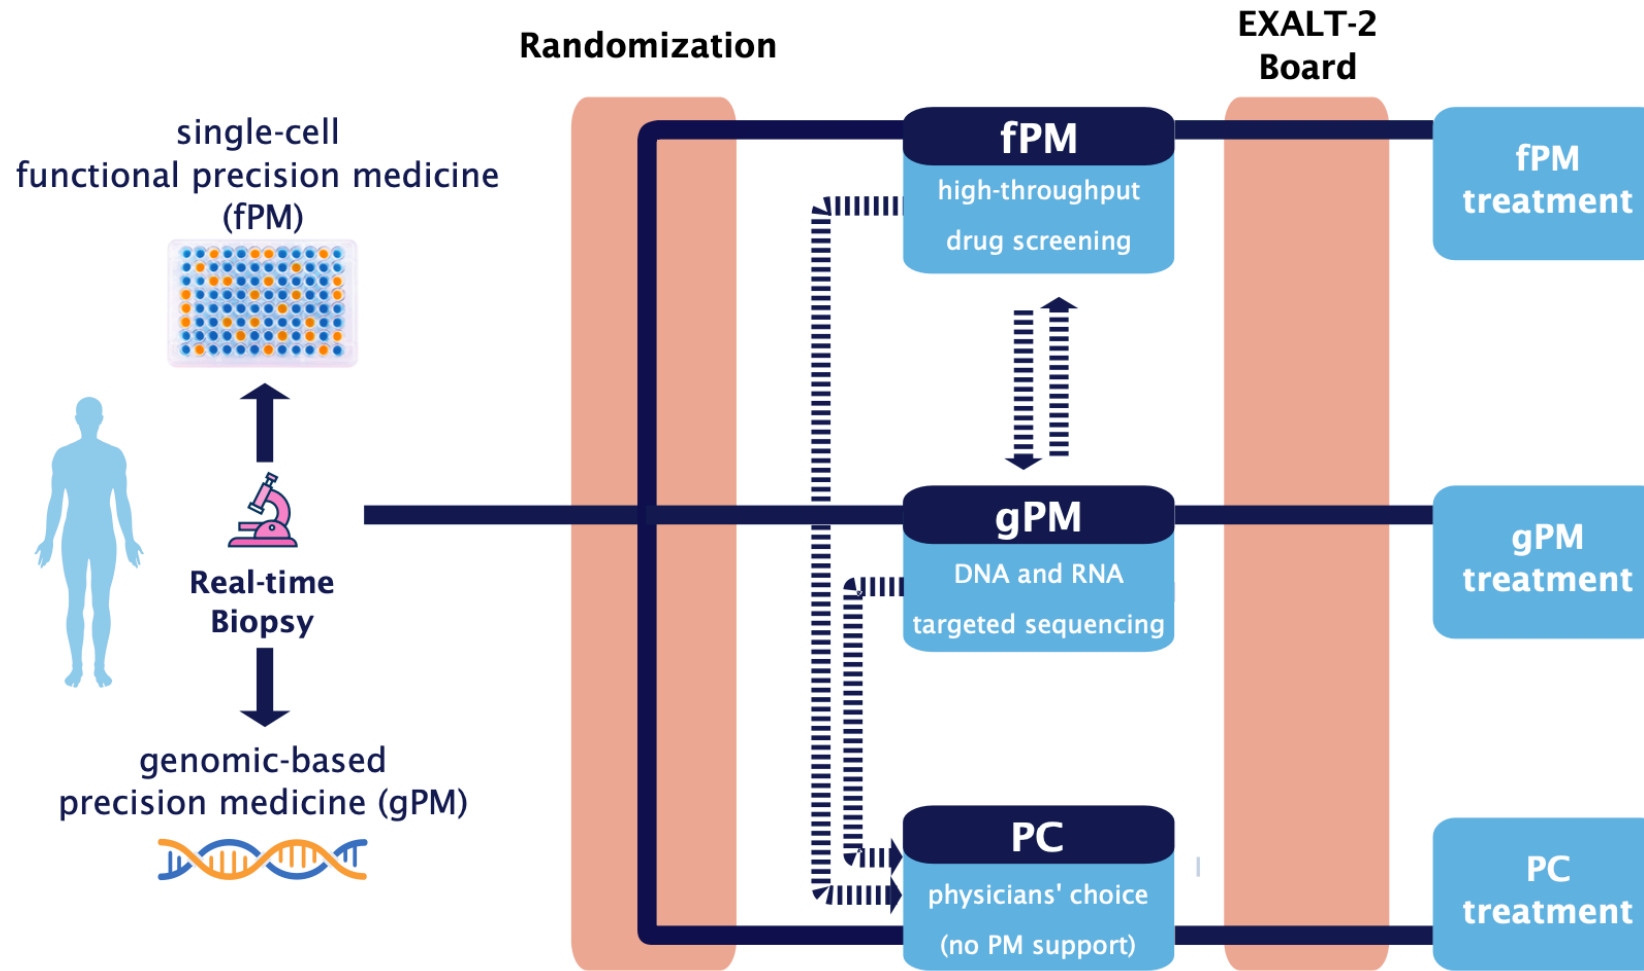 Randomization
EXALT-2
Board
single-cell
functional precision medicine
(fPM)
Real-time
Biopsy
genomic-based
precision medicine (gPM)
fPM
high-throughput
drug screening
fPM
treatment
gPM
DNA and RNA
targeted sequencing
gPM
treatment
PC
physicians' choice
(no PM support)
PC
treatment